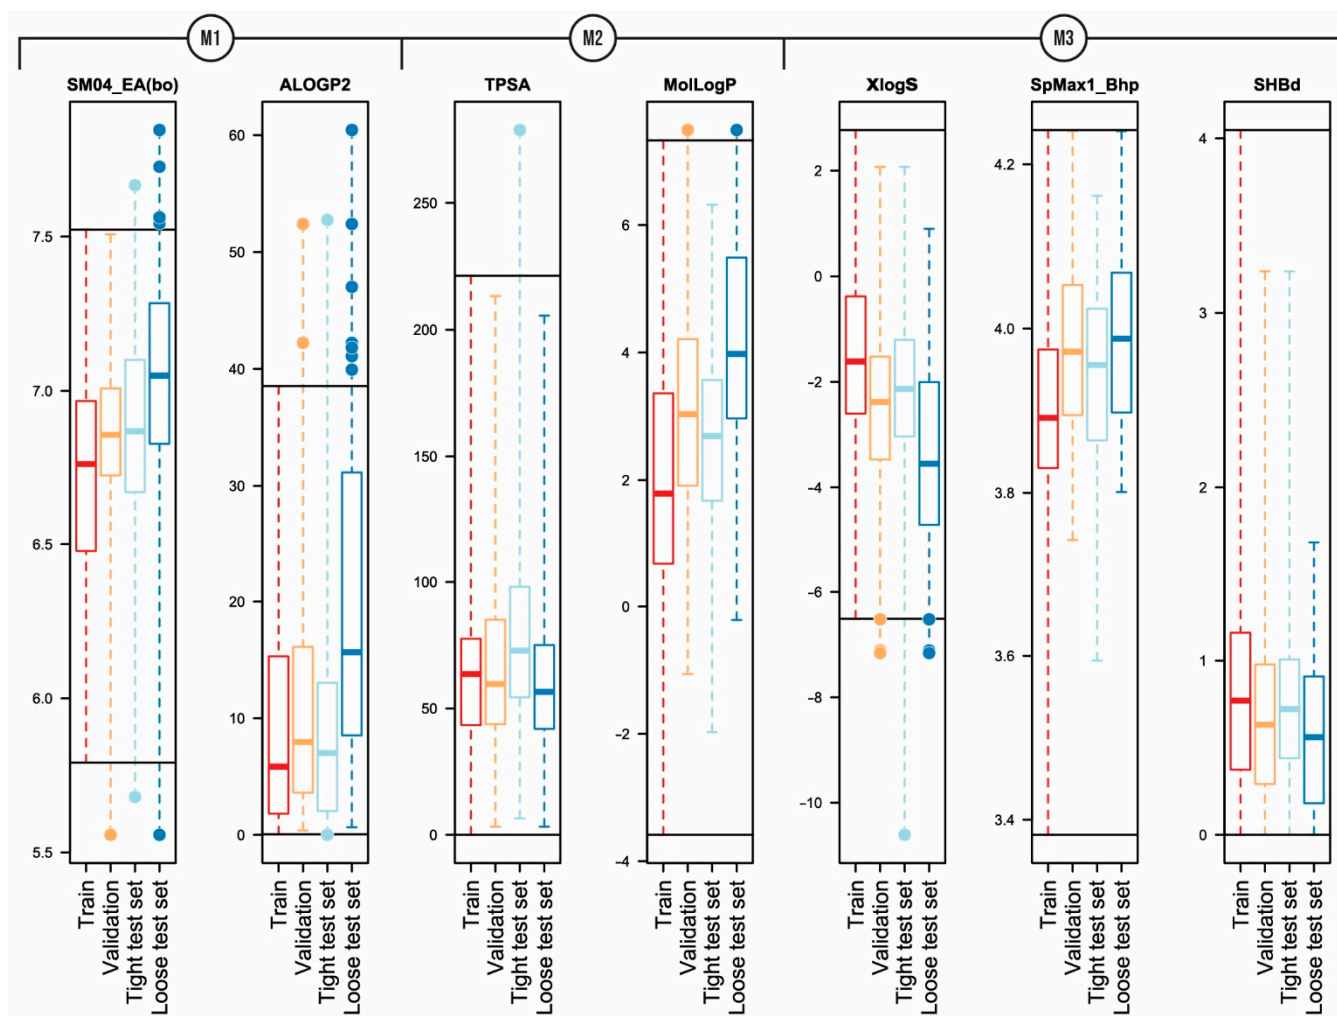 M1
M2
M3
SM04_EA(bo)
ALOGP2
TPSA
MolLogP
XlogS
SpMax1_Bhp
SHBd
7.5
7.0
6.5
6.0
5.5
60
50
40
30
20
10
0
250
200
150
100
50
0
6
4
2
0
−2
−4
2
0
−2
−4
−6
−8
−10
4.2
4.0
3.8
3.6
3.4
4
3
2
1
0
Train
Validation
Tight test set
Loose test set
Train
Validation
Tight test set
Loose test set
Train
Validation
Tight test set
Loose test set
Train
Validation
Tight test set
Loose test set
Train
Validation
Tight test set
Loose test set
Train
Validation
Tight test set
Loose test set
Train
Validation
Tight test set
Loose test set